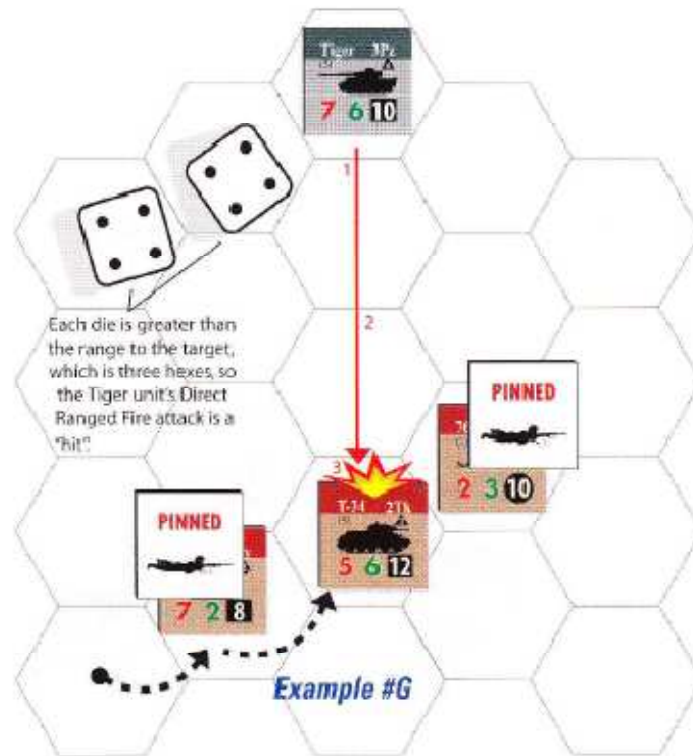 Tiger 3Pz
7 6 10
1
2
Each die is greater than
the range to the target,
which is three hexes, so
the Tiger unit's Direct
Ranged Fire attack is a
"hit".
PINNED
2 3 10
3
T-34 2Tk
5 6 12
PINNED
7 2 8
Example #G